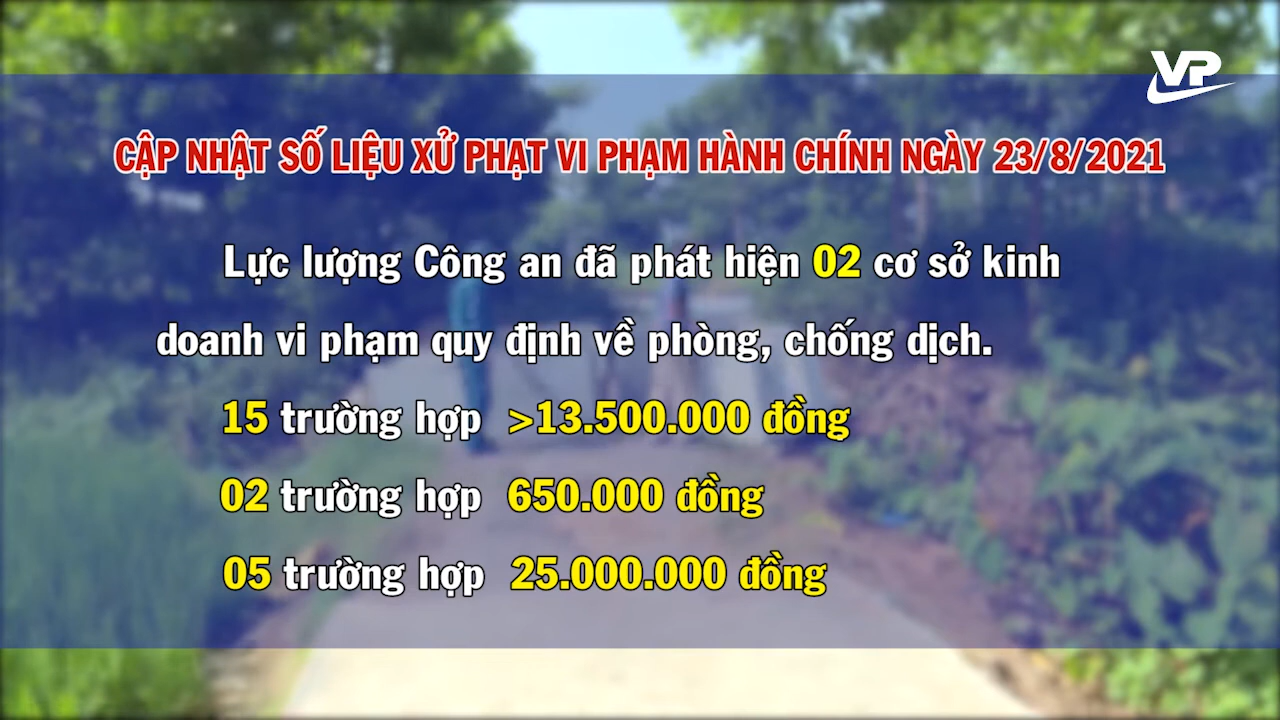 VP
CẬP NHẬT SỐ LIỆU XỬ PHẠT VI PHẠM HÀNH CHÍNH NGÀY 23/8/2021
Lực lượng Công an đã phát hiện 02 cơ sở kinh
doanh vi phạm quy định về phòng, chống dịch.
15 trường hợp >13.500.000 đồng
02 trường hợp 650.000 đồng
05 trường hợp 25.000.000 đồng